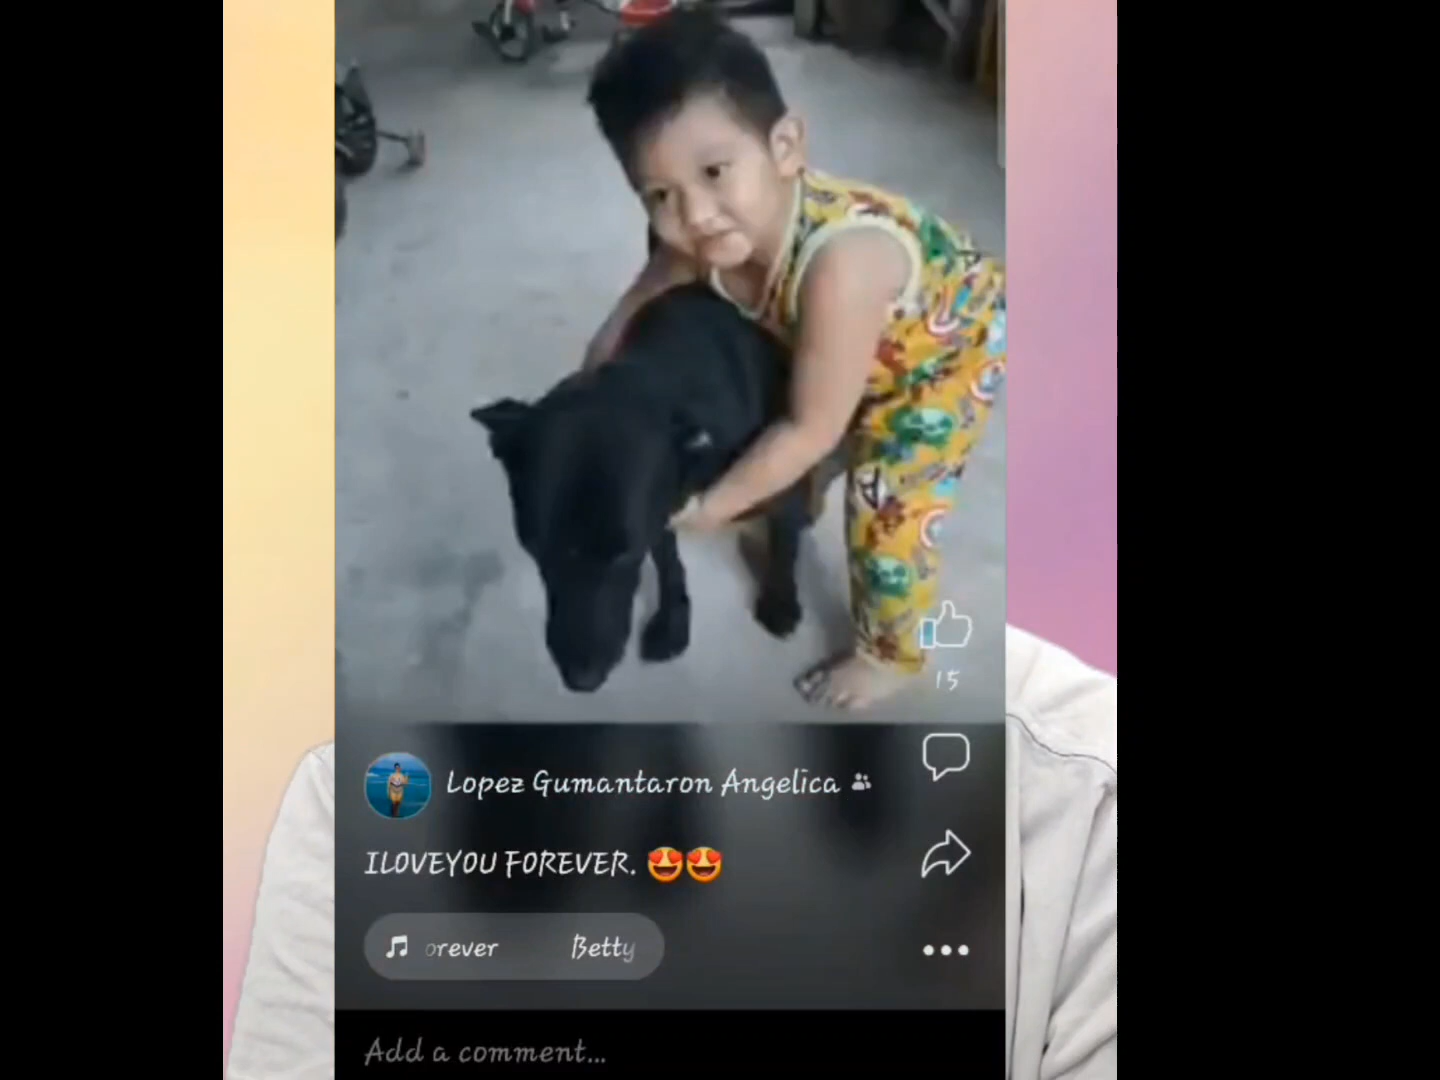 15
Lopez Gumantaron Angelica
ILOVEYOU FOREVER. 😍😍
orever Betty
Add a comment...